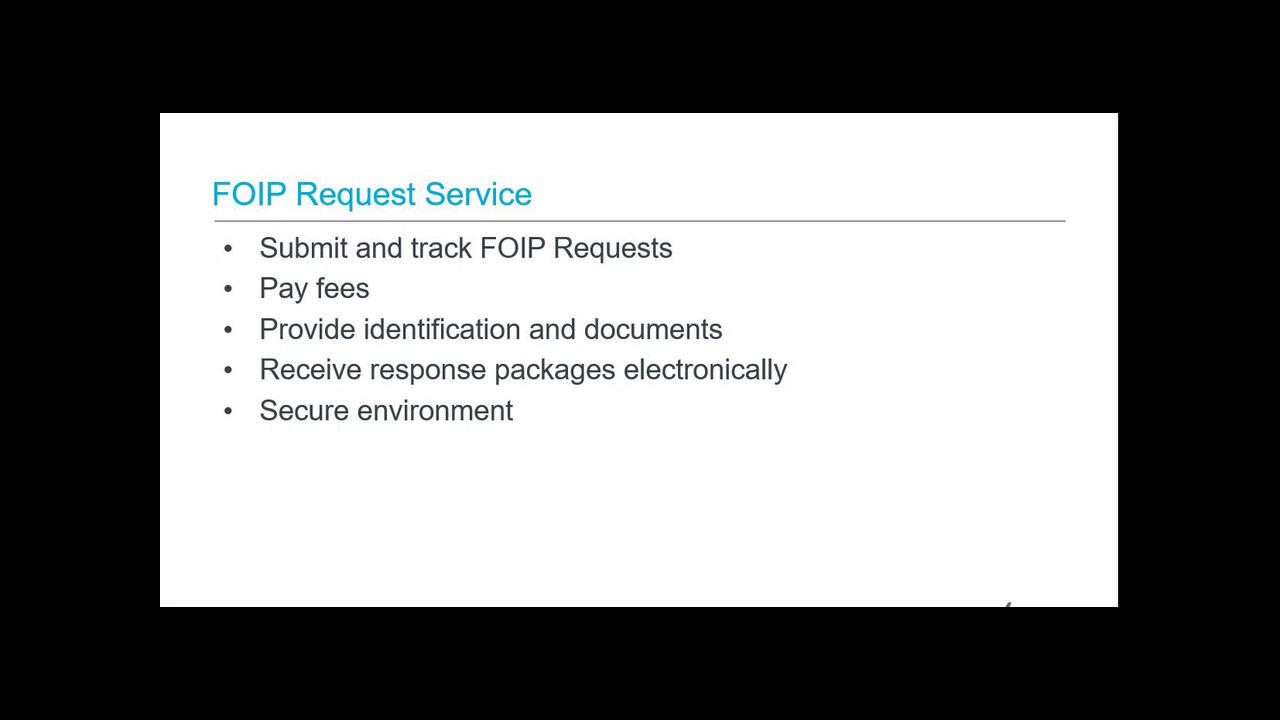 FOIP Request Service
• Submit and track FOIP Requests
• Pay fees
• Provide identification and documents
• Receive response packages electronically
• Secure environment